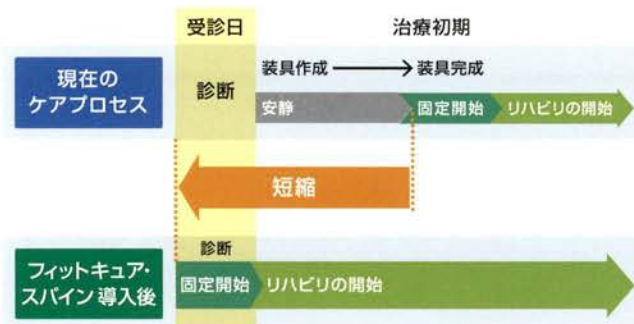 受診日
治療初期
現在の
ケアプロセス
診断
装具作成
装具完成
安静
固定開始
リハビリの開始
短縮
フィットキュア・
スパイン 導入後
診断
固定開始
リハビリの開始